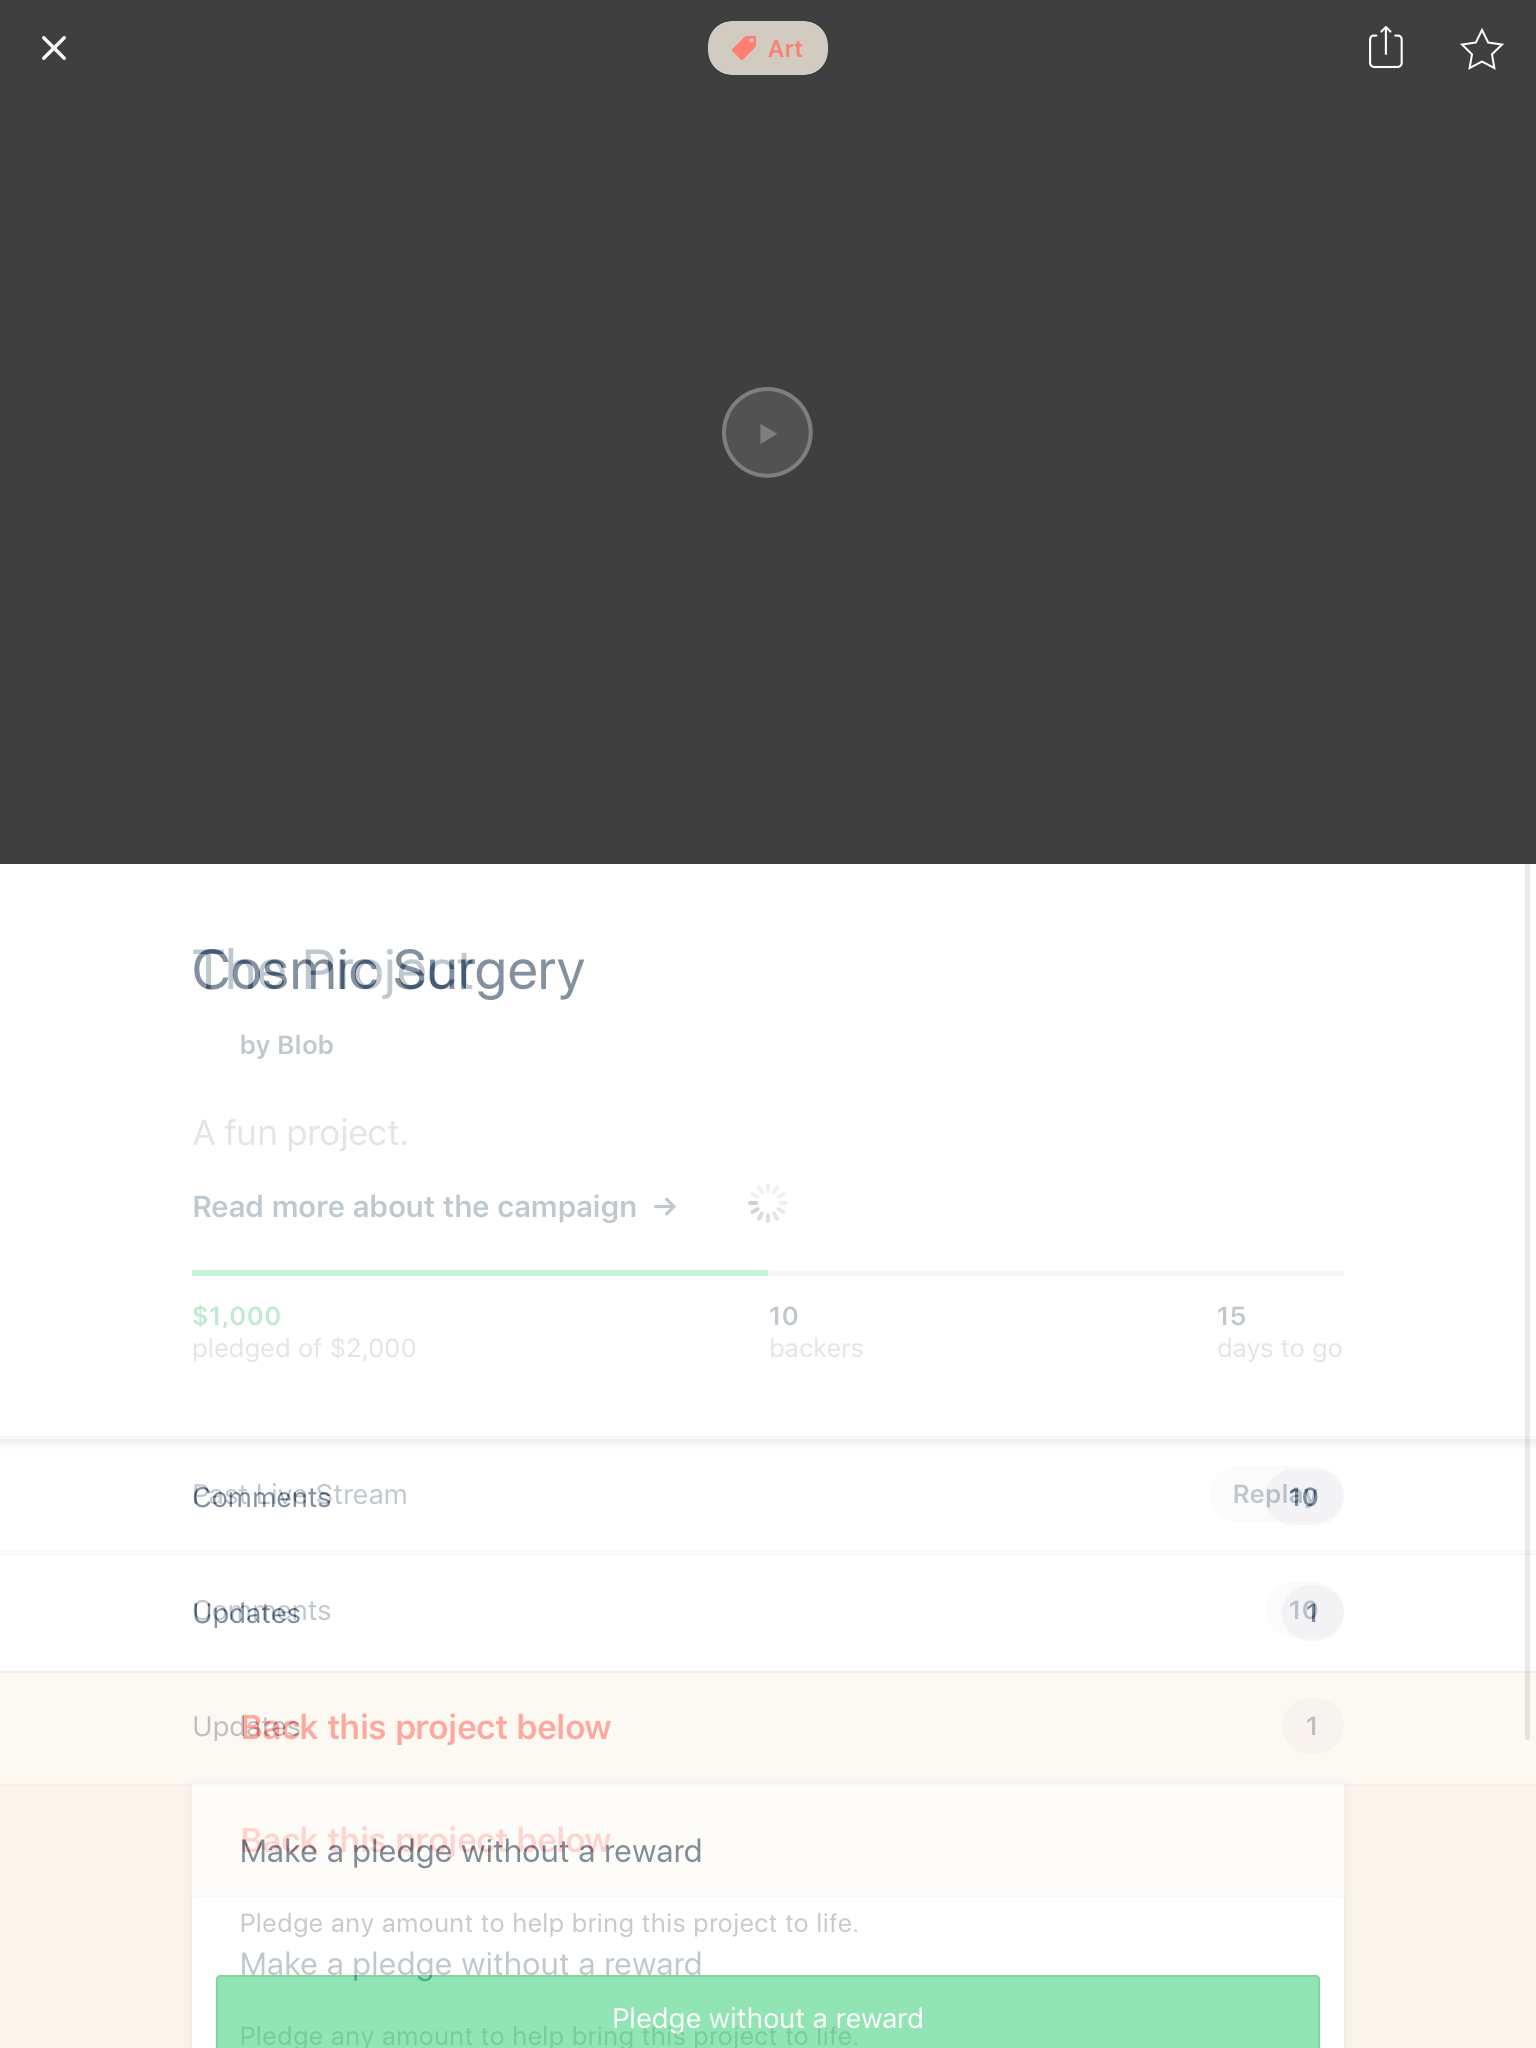 Art
The Project
Cosmic Surgery
by Blob
A fun project.
Read more about the campaign
$1,000
pledged of $2,000
10
backers
15
days to go
Past Live Stream
Replay
Comments
10
Comments
10
Updates
1
Updates
1
Back this project below
Back this project below
Make a pledge without a reward
Pledge any amount to help bring this project to life.
Make a pledge without a reward
Pledge without a reward
Pledge any amount to help bring this project to life.